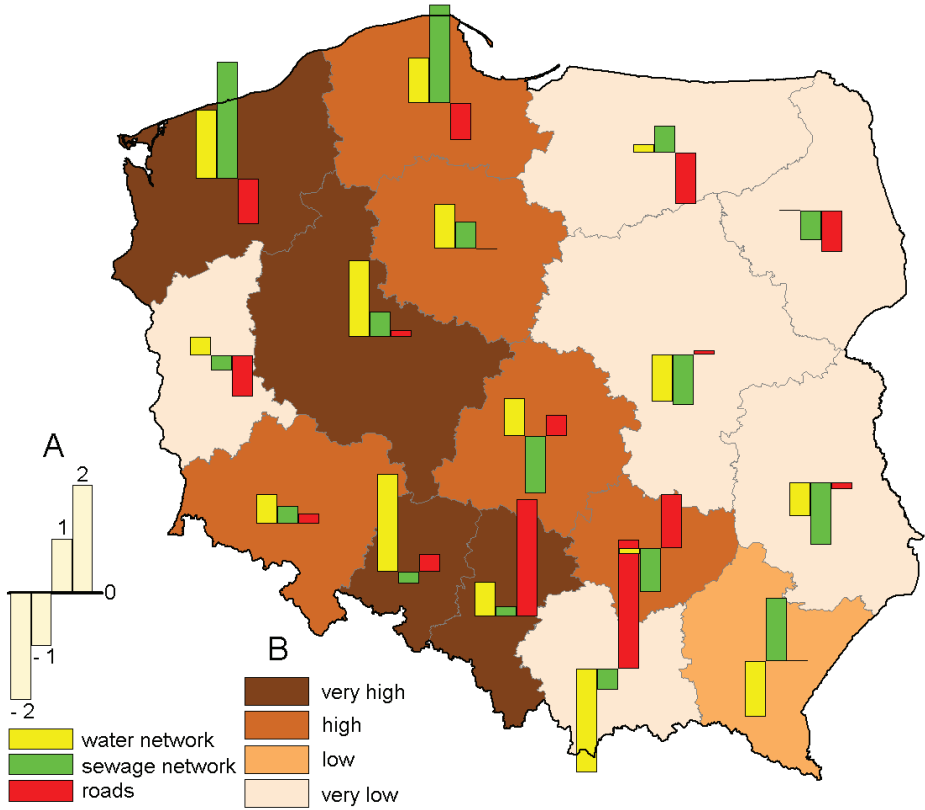 A
2
1
0
- 1
- 2
water network
sewage network
roads
B
very high
high
low
very low